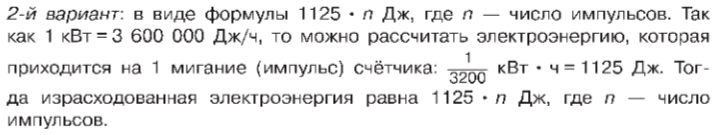 2-й вариант: в виде формулы 1125 • n Дж, где n — число импульсов. Так
как 1 кВт = 3 600 000 Дж/ч, то можно рассчитать электроэнергию, которая
приходится на 1 мигание (импульс) счётчика: 1/3200 кВт • ч = 1125 Дж. Тог-
да израсходованная электроэнергия равна 1125 • n Дж, где n — число
импульсов.